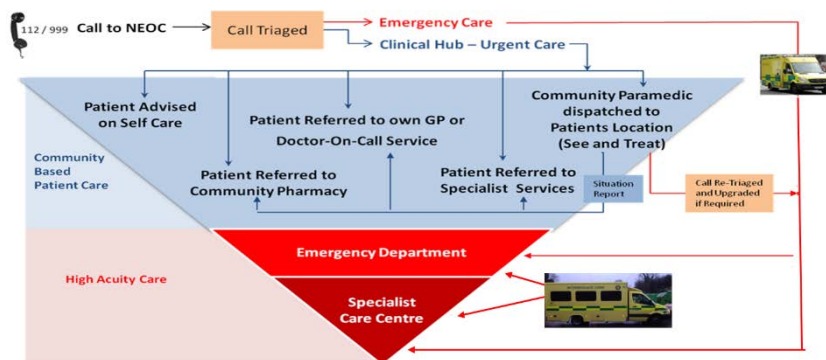 112 / 999
Call to NEOC
Call Triaged
Emergency Care
Clinical Hub – Urgent Care
Patient Advised
on Self Care
Patient Referred to own GP or
Doctor-On-Call Service
Community Paramedic
dispatched to
Patients Location
(See and Treat)
Community
Based
Patient Care
Patient Referred to
Community Pharmacy
Patient Referred to
Specialist Services
Situation
Report
Call Re-Triaged
and Upgraded
if Required
Emergency Department
High Acuity Care
Specialist
Care Centre